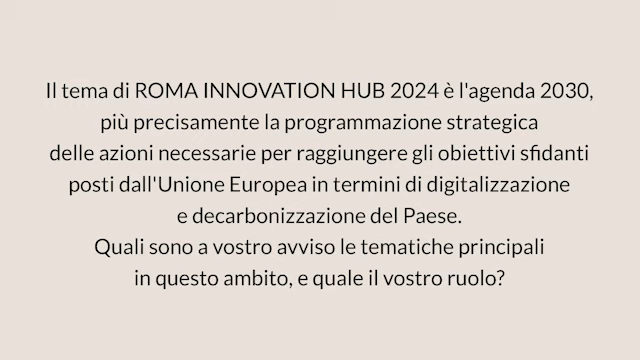 Il tema di ROMA INNOVATION HUB 2024 è l'agenda 2030,
più precisamente la programmazione strategica
delle azioni necessarie per raggiungere gli obiettivi sfidanti
posti dall'Unione Europea in termini di digitalizzazione
e decarbonizzazione del Paese.
Quali sono a vostro avviso le tematiche principali
in questo ambito, e quale il vostro ruolo?